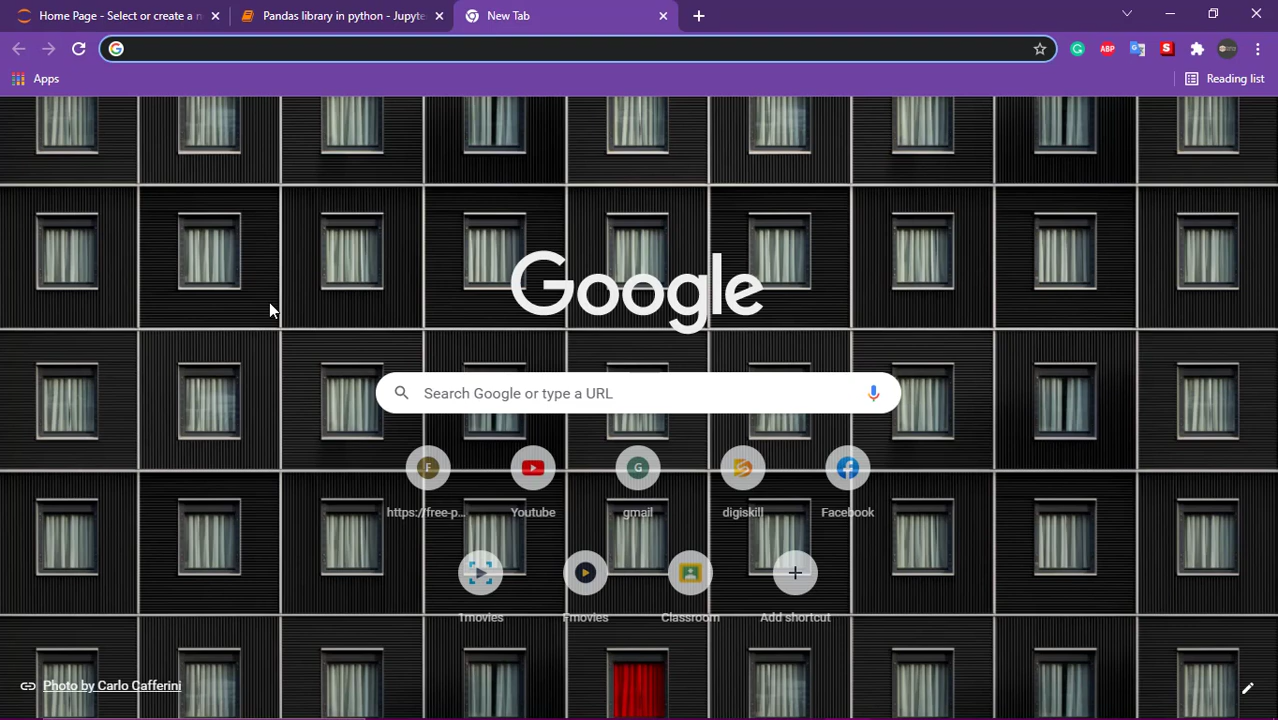 Home Page - Select or create a n
Pandas library in python - Jupyte
New Tab
Apps
Reading list
Google
Search Google or type a URL
https://free-p...
Youtube
gmail
digiskill
Facebook
1movies
Fmovies
Classroom
Add shortcut
Photo by Carlo Cafferini